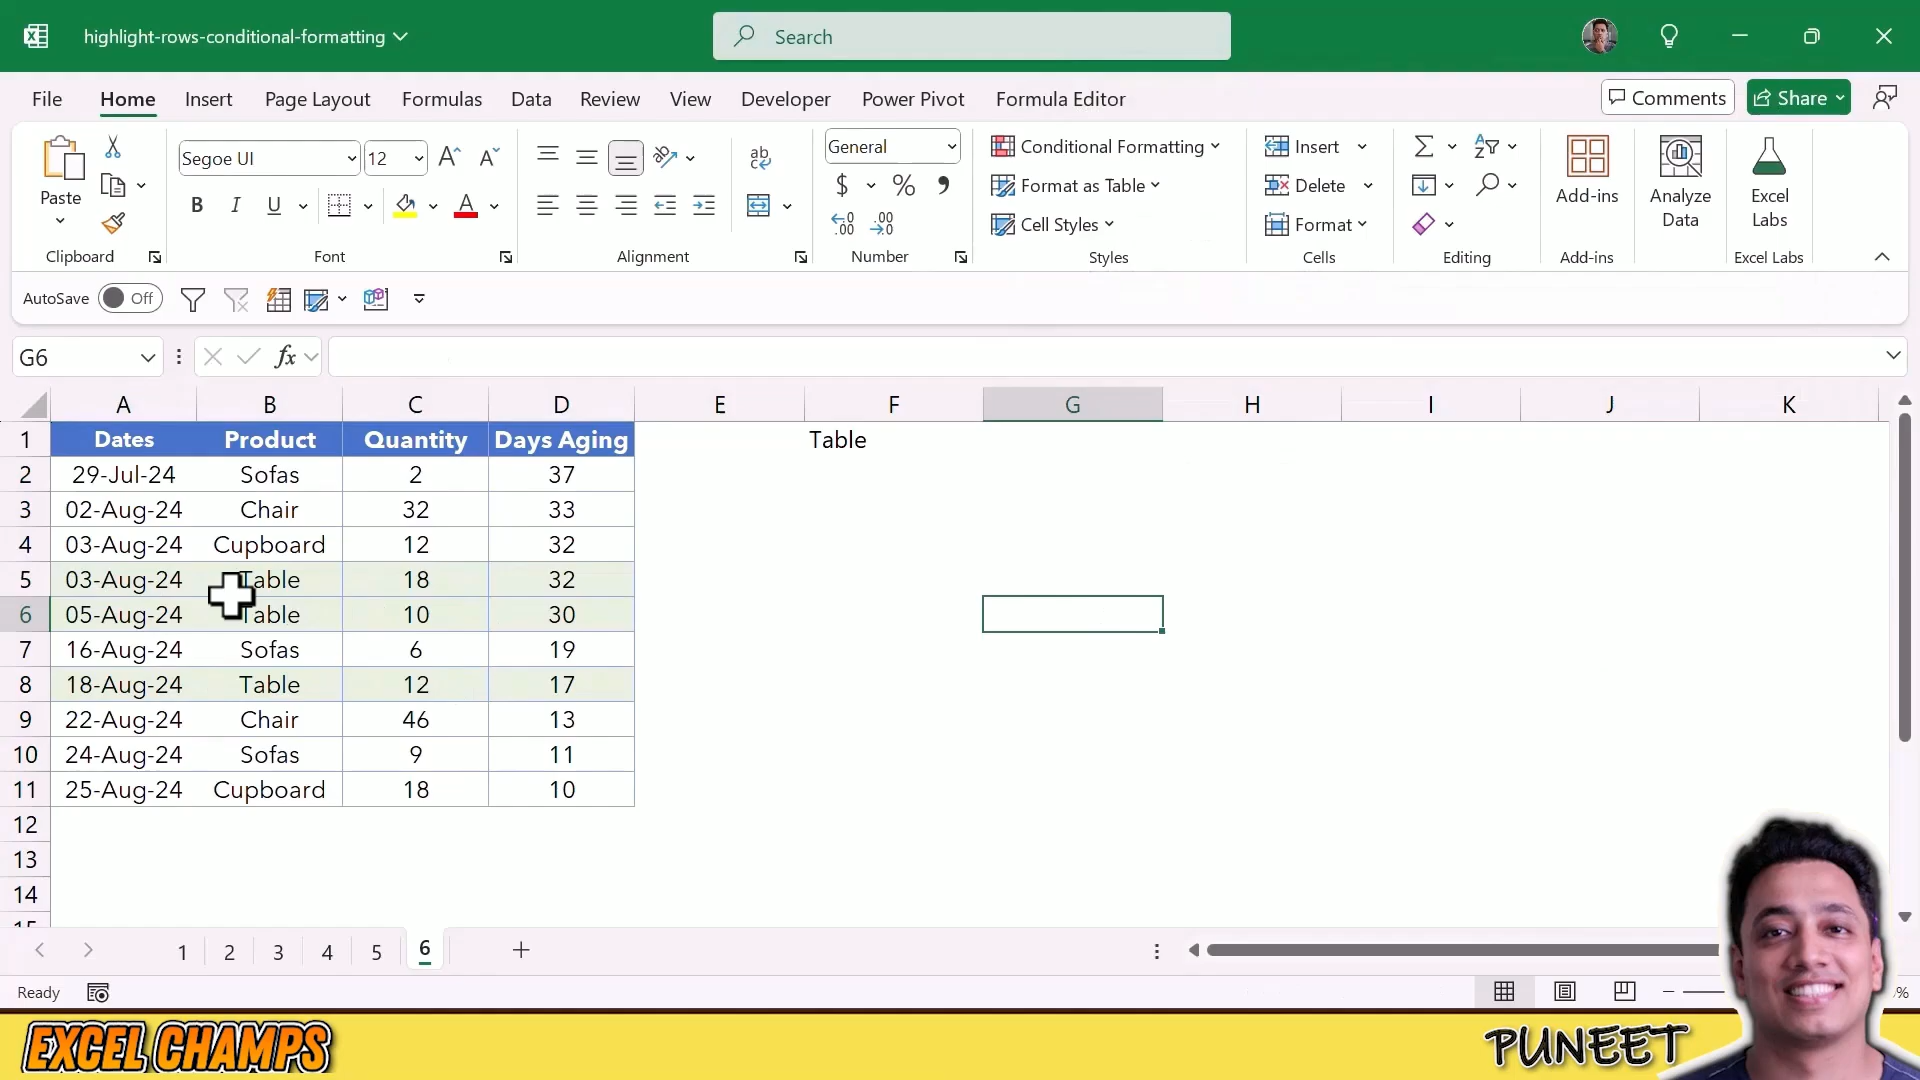 highlight-rows-conditional-formatting
Search
File Home Insert Page Layout Formulas Data Review View Developer Power Pivot Formula Editor
Comments Share
Paste
Segoe UI 12
B I U A
General
$ % ,
Conditional Formatting
Format as Table
Cell Styles
Insert
Delete
Format
Add-ins
Analyze Data
Excel Labs
Clipboard Font Alignment Number Styles Cells Editing Add-ins Excel Labs
AutoSave Off
G6 fx
A B C D E F G H I J K
1 Dates Product Quantity Days Aging Table
2 29-Jul-24 Sofas 2 37
3 02-Aug-24 Chair 32 33
4 03-Aug-24 Cupboard 12 32
5 03-Aug-24 Table 18 32
6 05-Aug-24 Table 10 30
7 16-Aug-24 Sofas 6 19
8 18-Aug-24 Table 12 17
9 22-Aug-24 Chair 46 13
10 24-Aug-24 Sofas 9 11
11 25-Aug-24 Cupboard 18 10
12
13
14
15
1 2 3 4 5 6
Ready %
EXCEL CHAMPS
PUNEET